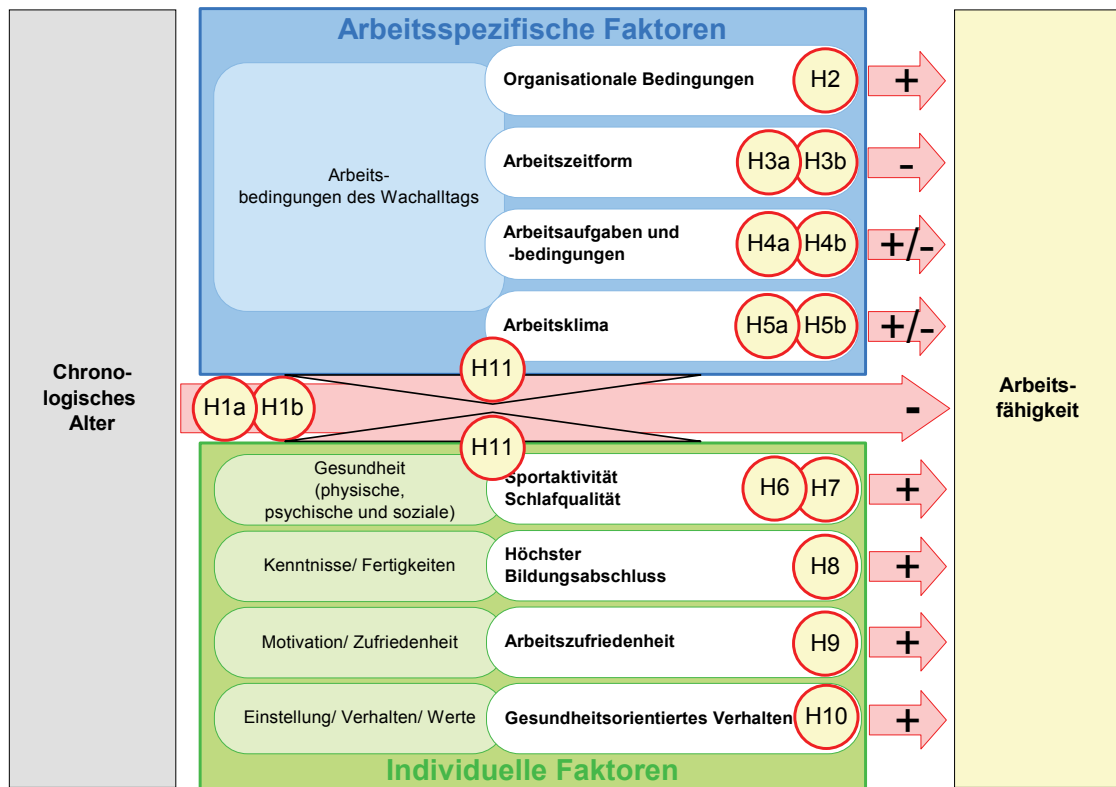 Arbeitsspezifische Faktoren
Arbeits-
bedingungen des Wachalltags
Organisationale Bedingungen
H2
+
Arbeitszeitform
H3a
H3b
-
Arbeitsaufgaben und
-bedingungen
H4a
H4b
+/-
Arbeitsklima
H5a
H5b
+/-
Chrono-
logisches
Alter
H1a
H1b
H11
H11
-
Arbeits-
fähigkeit
Gesundheit
(physische,
psychische und soziale)
Sportaktivität
Schlafqualität
H6
H7
+
Kenntnisse/ Fertigkeiten
Höchster
Bildungsabschluss
H8
+
Motivation/ Zufriedenheit
Arbeitszufriedenheit
H9
+
Einstellung/ Verhalten/ Werte
Gesundheitsorientiertes Verhalten
H10
+
Individuelle Faktoren